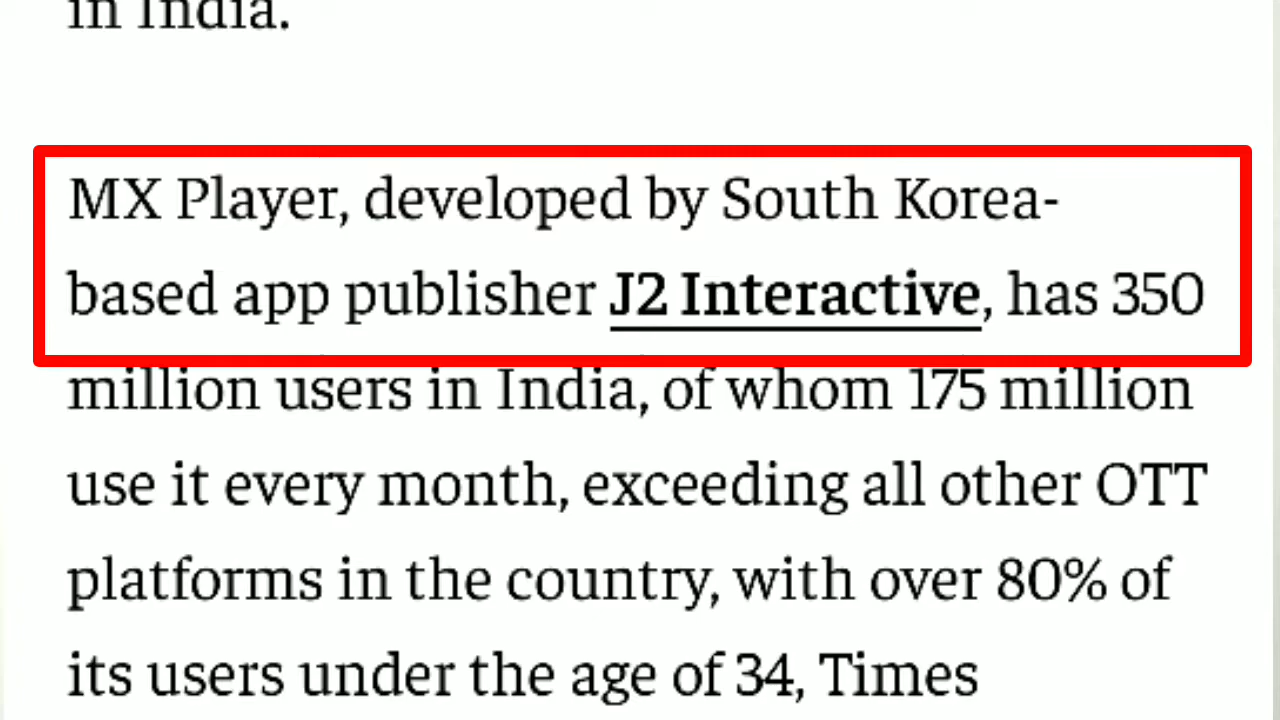 in India.
MX Player, developed by South Korea-
based app publisher J2 Interactive, has 350
million users in India, of whom 175 million
use it every month, exceeding all other OTT
platforms in the country, with over 80% of
its users under the age of 34, Times